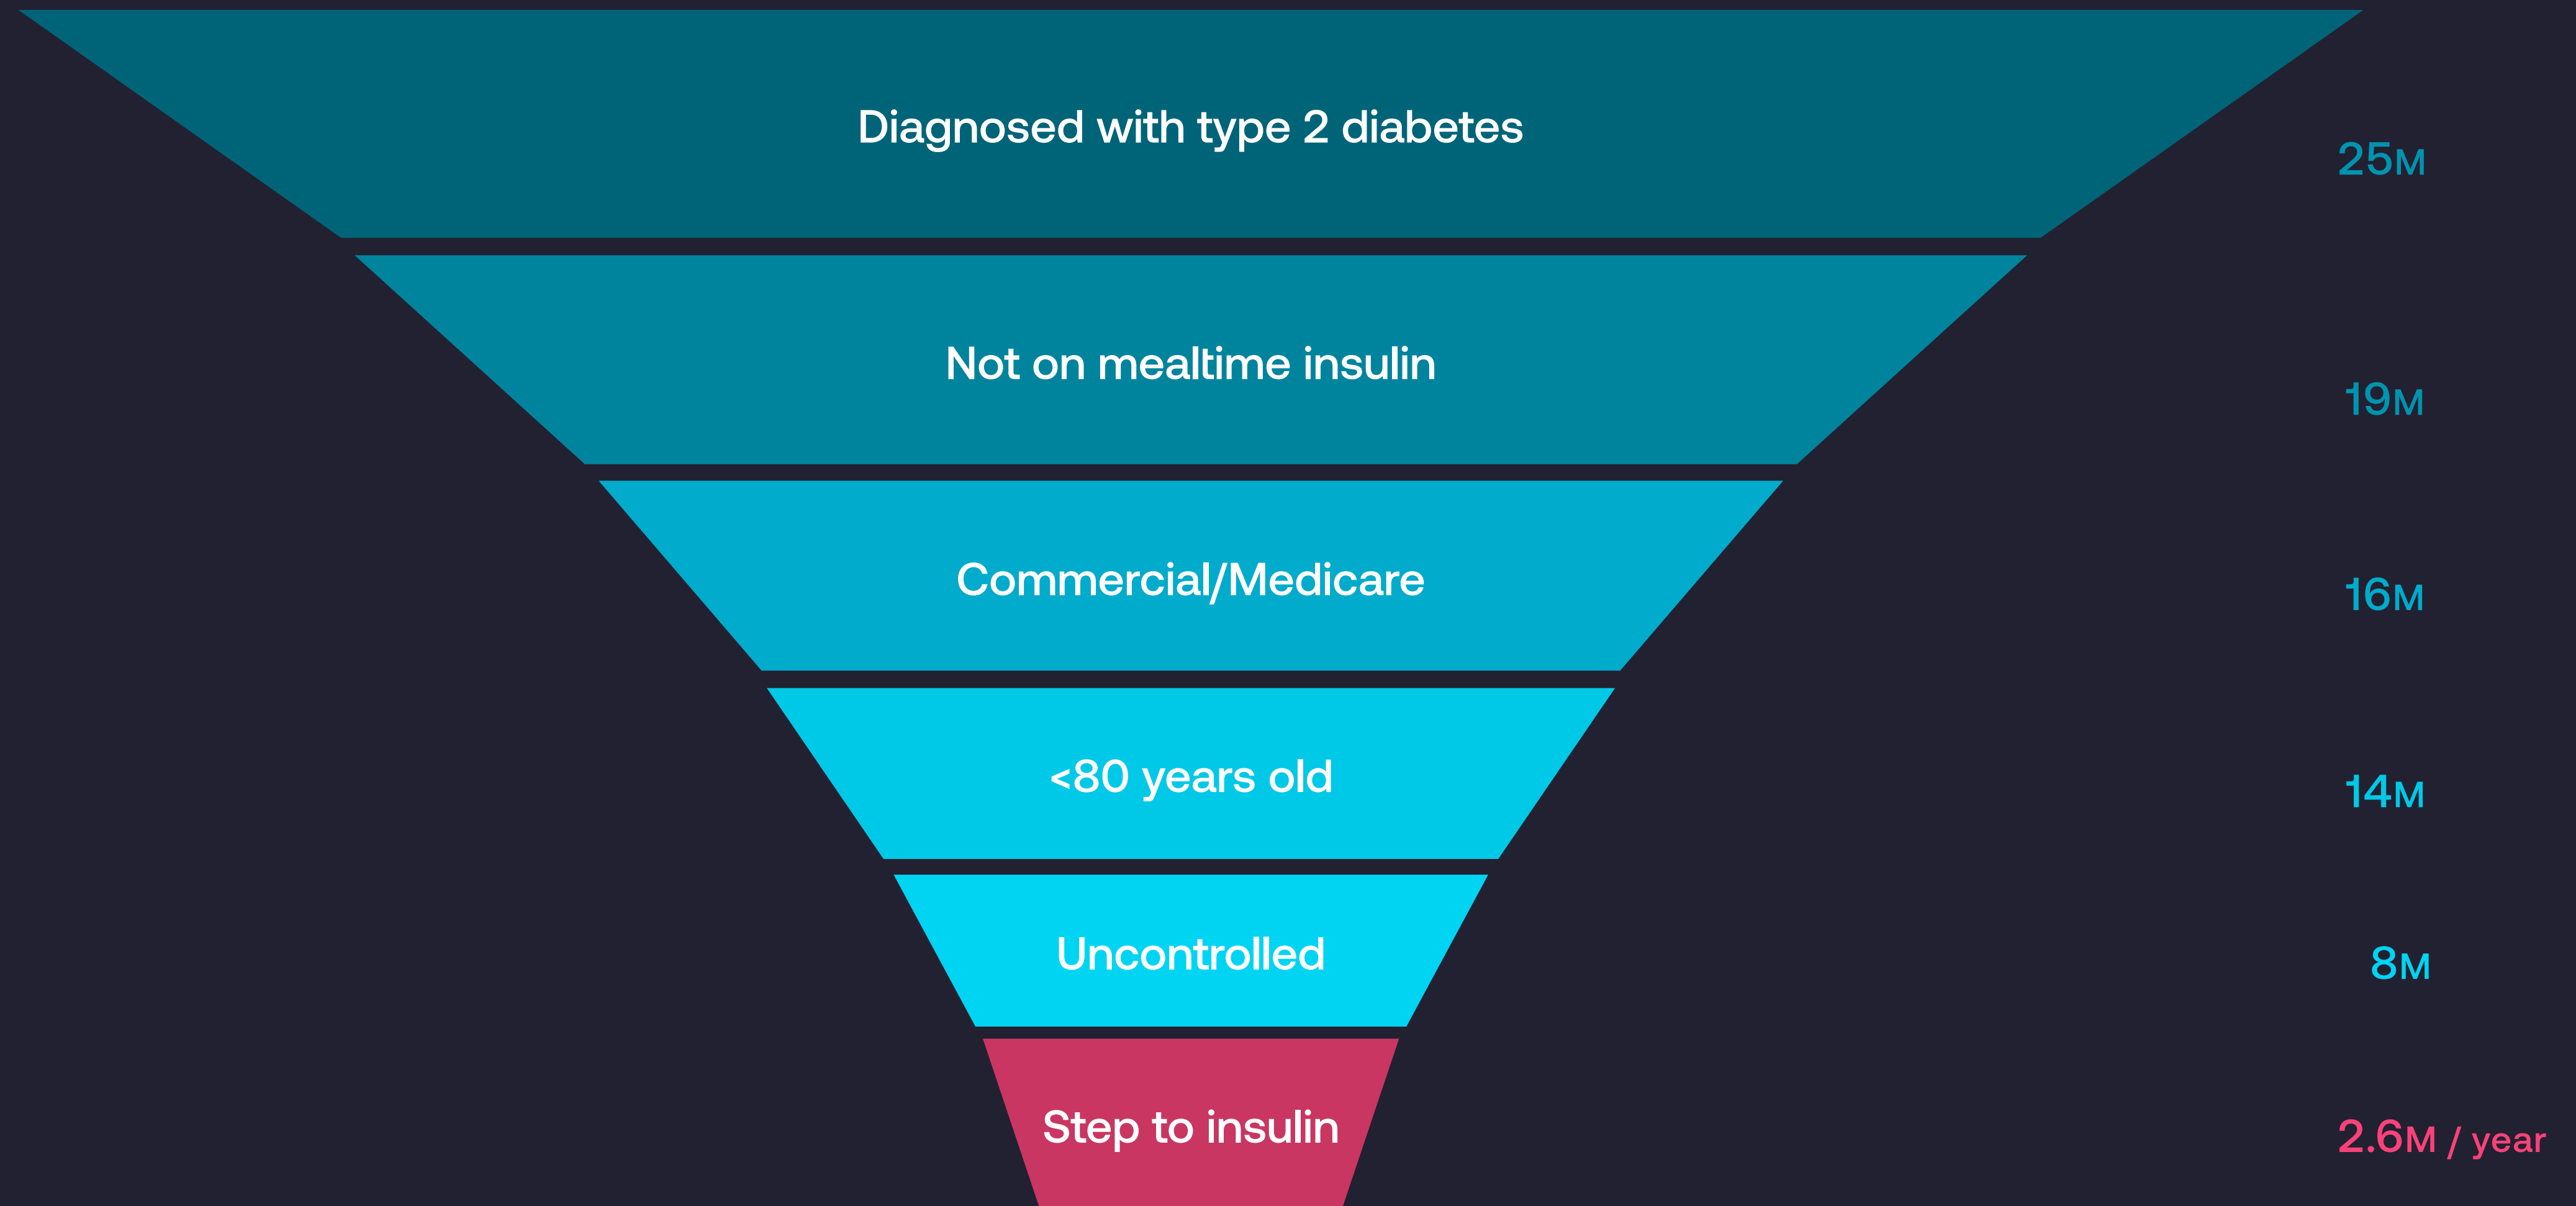 Diagnosed with type 2 diabetes
25M
Not on mealtime insulin
19M
Commercial/Medicare
16M
<80 years old
14M
Uncontrolled
8M
Step to insulin
2.6M / year